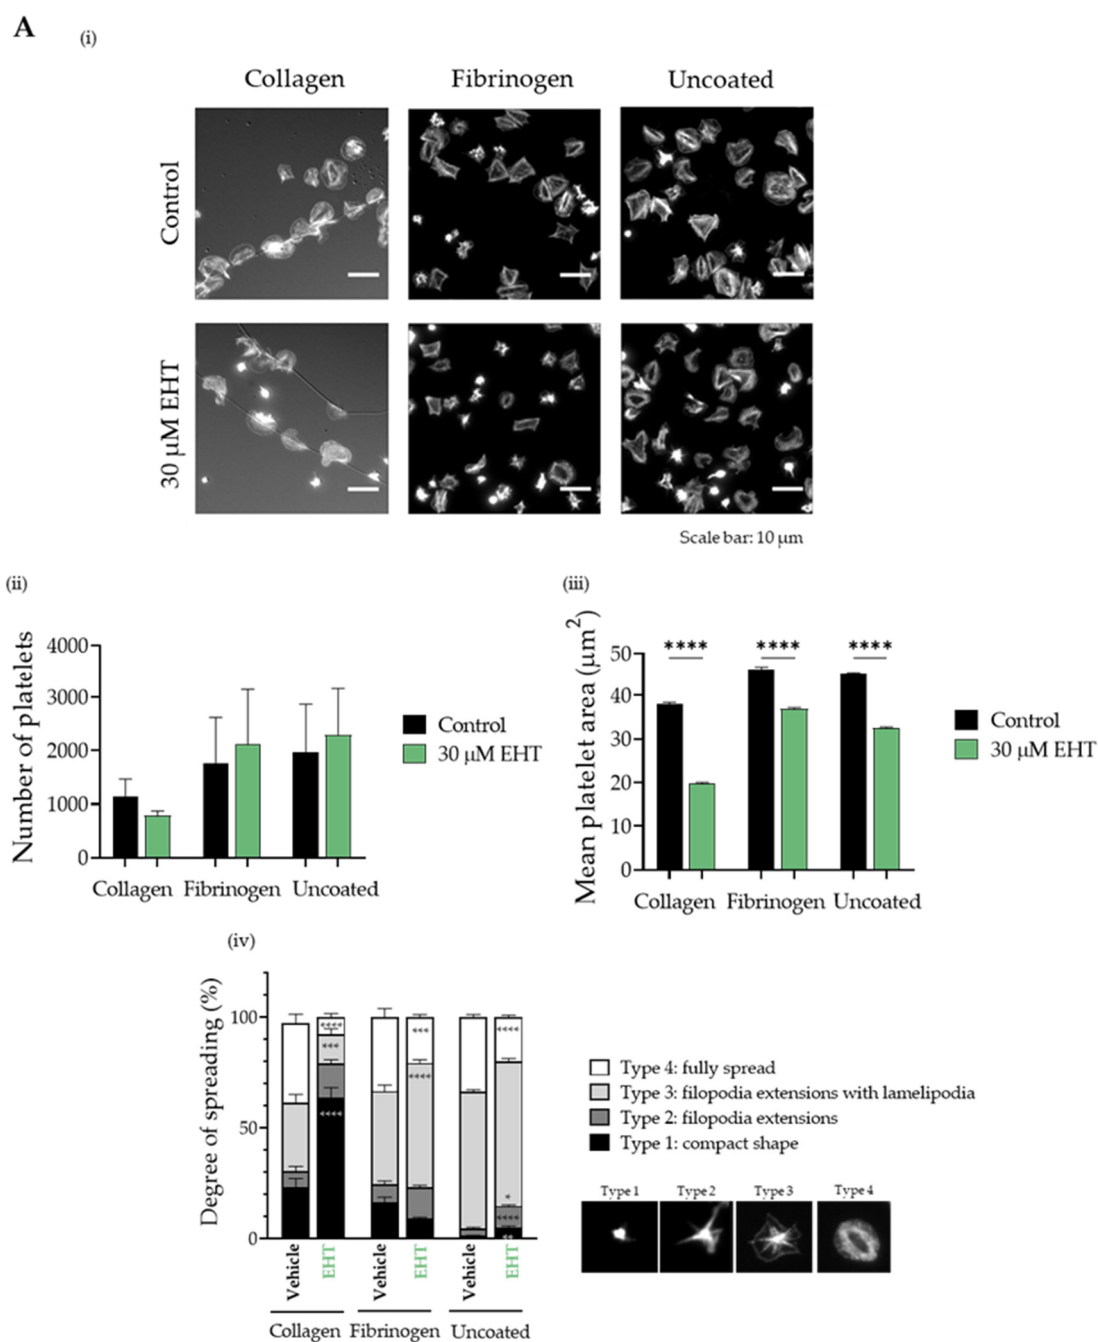 A
(i)
Collagen Fibrinogen Uncoated
Control
30 μM EHT
Scale bar: 10 μm
(ii)
Number of platelets
4000
3000
2000
1000
0
Collagen Fibrinogen Uncoated
Control
30 μM EHT
(iii)
Mean platelet area (μm²)
50
40
30
20
10
0
**** **** ****
Collagen Fibrinogen Uncoated
Control
30 μM EHT
(iv)
Degree of spreading (%)
100
50
0
**** *** ****
*** ****
****
*
****
**
Vehicle EHT Vehicle EHT Vehicle EHT
Collagen Fibrinogen Uncoated
Type 4: fully spread
Type 3: filopodia extensions with lamelipodia
Type 2: filopodia extensions
Type 1: compact shape
Type 1 Type 2 Type 3 Type 4